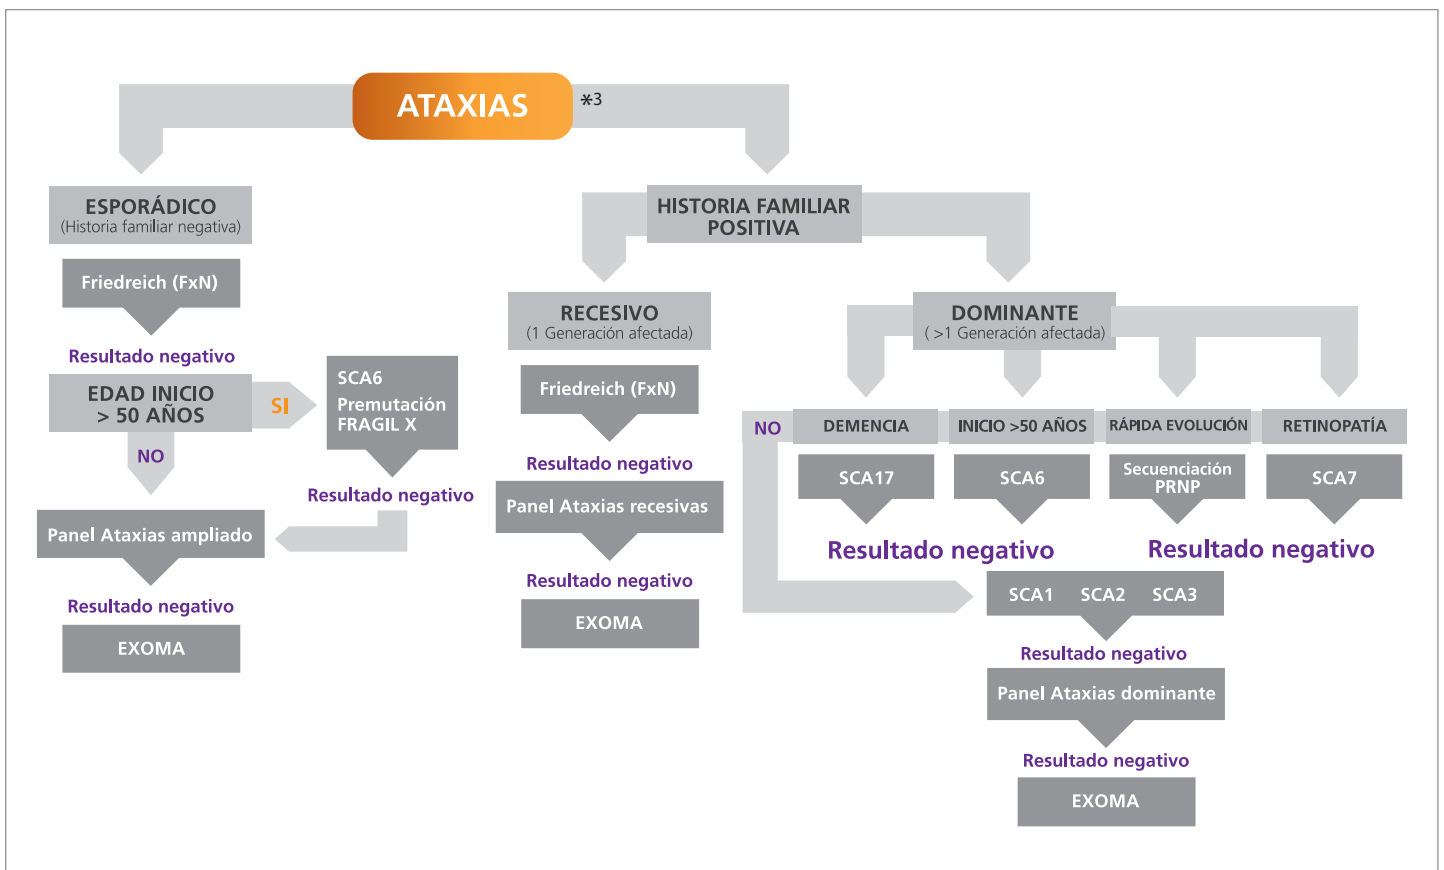 ATAXIAS
*3
ESPORÁDICO
(Historia familiar negativa)
Friedreich (FxN)
Resultado negativo
EDAD INICIO
> 50 AÑOS
SI
SCA6
Premutación
FRAGIL X
NO
Resultado negativo
Panel Ataxias ampliado
Resultado negativo
EXOMA
HISTORIA FAMILIAR
POSITIVA
RECESIVO
(1 Generación afectada)
Friedreich (FxN)
Resultado negativo
Panel Ataxias recesivas
Resultado negativo
EXOMA
DOMINANTE
( >1 Generación afectada)
NO
DEMENCIA
INICIO >50 AÑOS
RÁPIDA EVOLUCIÓN
RETINOPATÍA
SCA17
SCA6
Secuenciación
PRNP
SCA7
Resultado negativo
Resultado negativo
SCA1 SCA2 SCA3
Resultado negativo
Panel Ataxias dominante
Resultado negativo
EXOMA